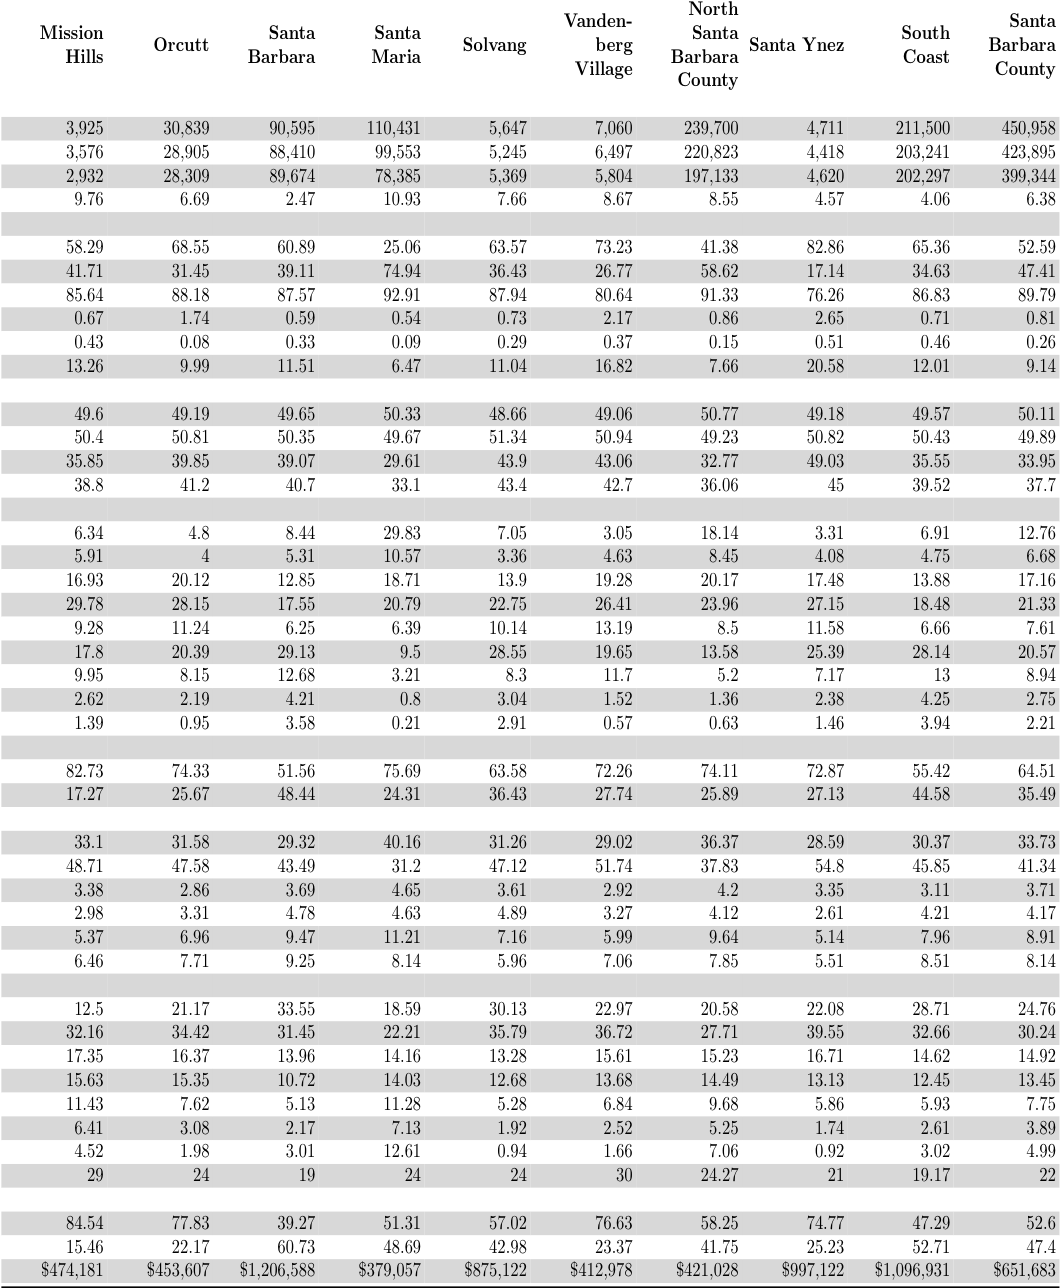 Mission Hills Orcutt Santa Barbara Santa Maria Solvang Vanden-berg Village North Santa Barbara County Santa Ynez South Coast Santa Barbara County
3,925 30,839 90,595 110,431 5,647 7,060 239,700 4,711 211,500 450,958
3,576 28,905 88,410 99,553 5,245 6,497 220,823 4,418 203,241 423,895
2,932 28,309 89,674 78,385 5,369 5,804 197,133 4,620 202,297 399,344
9.76 6.69 2.47 10.93 7.66 8.67 8.55 4.57 4.06 6.38
58.29 68.55 60.89 25.06 63.57 73.23 41.38 82.86 65.36 52.59
41.71 31.45 39.11 74.94 36.43 26.77 58.62 17.14 34.63 47.41
85.64 88.18 87.57 92.91 87.94 80.64 91.33 76.26 86.83 89.79
0.67 1.74 0.59 0.54 0.73 2.17 0.86 2.65 0.71 0.81
0.43 0.08 0.33 0.09 0.29 0.37 0.15 0.51 0.46 0.26
13.26 9.99 11.51 6.47 11.04 16.82 7.66 20.58 12.01 9.14
49.6 49.19 49.65 50.33 48.66 49.06 50.77 49.18 49.57 50.11
50.4 50.81 50.35 49.67 51.34 50.94 49.23 50.82 50.43 49.89
35.85 39.85 39.07 29.61 43.9 43.06 32.77 49.03 35.55 33.95
38.8 41.2 40.7 33.1 43.4 42.7 36.06 45 39.52 37.7
6.34 4.8 8.44 29.83 7.05 3.05 18.14 3.31 6.91 12.76
5.91 4 5.31 10.57 3.36 4.63 8.45 4.08 4.75 6.68
16.93 20.12 12.85 18.71 13.9 19.28 20.17 17.48 13.88 17.16
29.78 28.15 17.55 20.79 22.75 26.41 23.96 27.15 18.48 21.33
9.28 11.24 6.25 6.39 10.14 13.19 8.5 11.58 6.66 7.61
17.8 20.39 29.13 9.5 28.55 19.65 13.58 25.39 28.14 20.57
9.95 8.15 12.68 3.21 8.3 11.7 5.2 7.17 13 8.94
2.62 2.19 4.21 0.8 3.04 1.52 1.36 2.38 4.25 2.75
1.39 0.95 3.58 0.21 2.91 0.57 0.63 1.46 3.94 2.21
82.73 74.33 51.56 75.69 63.58 72.26 74.11 72.87 55.42 64.51
17.27 25.67 48.44 24.31 36.43 27.74 25.89 27.13 44.58 35.49
33.1 31.58 29.32 40.16 31.26 29.02 36.37 28.59 30.37 33.73
48.71 47.58 43.49 31.2 47.12 51.74 37.83 54.8 45.85 41.34
3.38 2.86 3.69 4.65 3.61 2.92 4.2 3.35 3.11 3.71
2.98 3.31 4.78 4.63 4.89 3.27 4.12 2.61 4.21 4.17
5.37 6.96 9.47 11.21 7.16 5.99 9.64 5.14 7.96 8.91
6.46 7.71 9.25 8.14 5.96 7.06 7.85 5.51 8.51 8.14
12.5 21.17 33.55 18.59 30.13 22.97 20.58 22.08 28.71 24.76
32.16 34.42 31.45 22.21 35.79 36.72 27.71 39.55 32.66 30.24
17.35 16.37 13.96 14.16 13.28 15.61 15.23 16.71 14.62 14.92
15.63 15.35 10.72 14.03 12.68 13.68 14.49 13.13 12.45 13.45
11.43 7.62 5.13 11.28 5.28 6.84 9.68 5.86 5.93 7.75
6.41 3.08 2.17 7.13 1.92 2.52 5.25 1.74 2.61 3.89
4.52 1.98 3.01 12.61 0.94 1.66 7.06 0.92 3.02 4.99
29 24 19 24 24 30 24.27 21 19.17 22
84.54 77.83 39.27 51.31 57.02 76.63 58.25 74.77 47.29 52.6
15.46 22.17 60.73 48.69 42.98 23.37 41.75 25.23 52.71 47.4
$474,181 $453,607 $1,206,588 $379,057 $875,122 $412,978 $421,028 $997,122 $1,096,931 $651,683